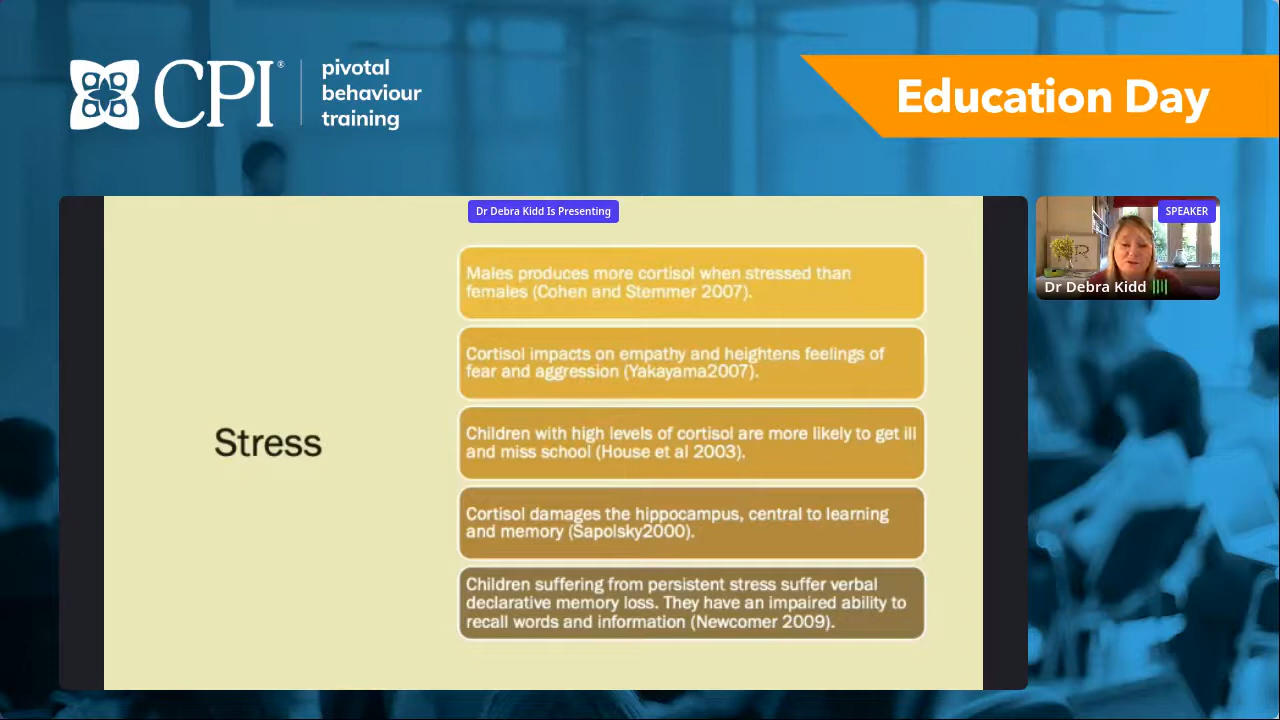 CPI®
pivotal
behaviour
training
Education Day
Dr Debra Kidd Is Presenting
SPEAKER
Dr Debra Kidd
Stress
Males produces more cortisol when stressed than
females (Cohen and Stemmer 2007).
Cortisol impacts on empathy and heightens feelings of
fear and aggression (Yakayama2007).
Children with high levels of cortisol are more likely to get ill
and miss school (House et al 2003).
Cortisol damages the hippocampus, central to learning
and memory (Sapolsky2000).
Children suffering from persistent stress suffer verbal
declarative memory loss. They have an impaired ability to
recall words and information (Newcomer 2009).